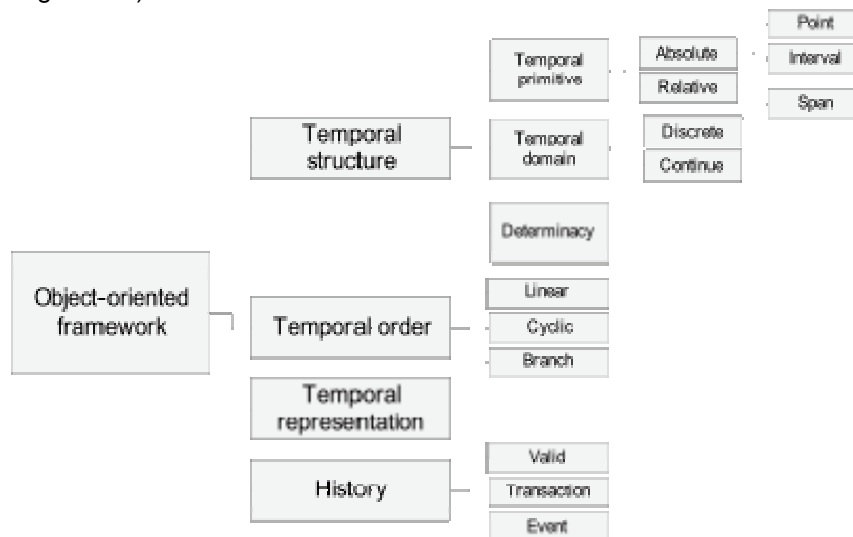 Point
Absolute
Interval
Temporal
primitive
Relative
Span
Temporal
structure
Temporal
domain
Discrete
Continue
Determinacy
Object-oriented
framework
Linear
Temporal order
Cyclic
Branch
Temporal
representation
Valid
History
Transaction
Event